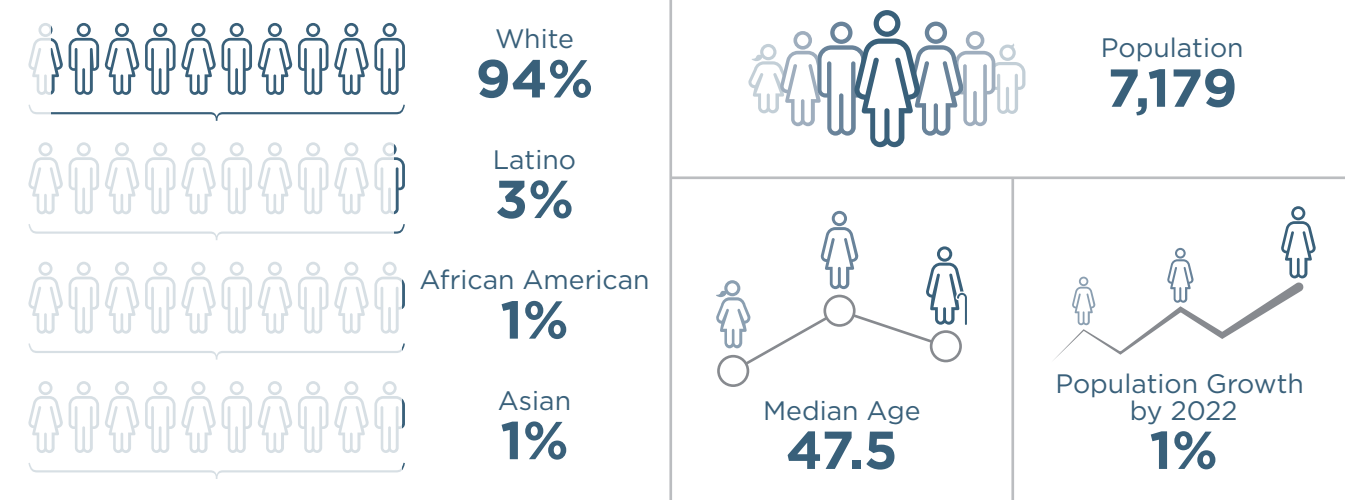 White
94%
Latino
3%
African American
1%
Asian
1%
Population
7,179
Median Age
47.5
Population Growth
by 2022
1%